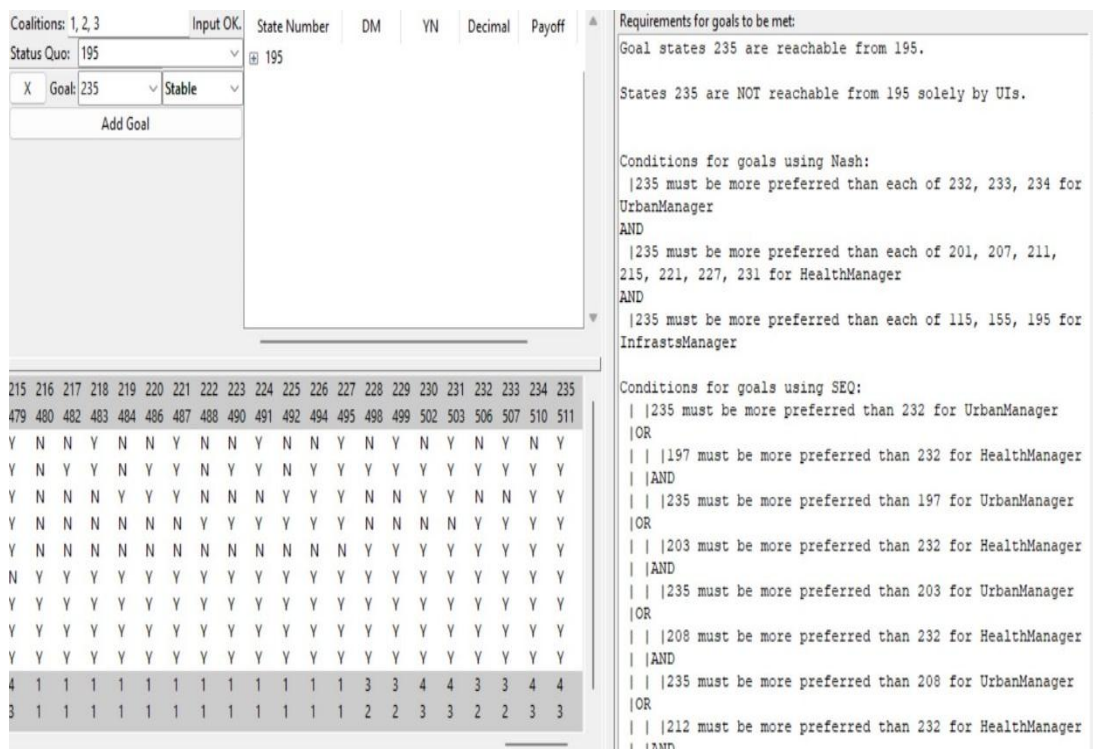 Coalitions: 1, 2, 3 Input OK.
Status Quo: 195
X Goal: 235 Stable
Add Goal
State Number DM YN Decimal Payoff
195
215 216 217 218 219 220 221 222 223 224 225 226 227 228 229 230 231 232 233 234 235
479 480 482 483 484 486 487 488 490 491 492 494 495 498 499 502 503 506 507 510 511
Y N N Y N N Y N N Y N N Y N Y N Y N Y N Y
Y N Y Y N Y Y N Y Y N Y Y Y Y Y Y Y Y Y Y
Y N N N Y Y Y N N N Y Y Y N N Y Y N N Y Y
Y N N N N N N Y Y Y Y Y Y N N N N Y Y Y Y
Y N N N N N N N N N N N N Y Y Y Y Y Y Y Y
N Y Y Y Y Y Y Y Y Y Y Y Y Y Y Y Y Y Y Y Y
Y Y Y Y Y Y Y Y Y Y Y Y Y Y Y Y Y Y Y Y Y
Y Y Y Y Y Y Y Y Y Y Y Y Y Y Y Y Y Y Y Y Y
Y Y Y Y Y Y Y Y Y Y Y Y Y Y Y Y Y Y Y Y Y
4 1 1 1 1 1 1 1 1 1 1 1 1 3 3 4 4 3 3 4 4
3 1 1 1 1 1 1 1 1 1 1 1 1 2 2 3 3 2 2 3 3
Requirements for goals to be met:
Goal states 235 are reachable from 195.
States 235 are NOT reachable from 195 solely by UIs.
Conditions for goals using Nash:
|235 must be more preferred than each of 232, 233, 234 for
UrbanManager
AND
|235 must be more preferred than each of 201, 207, 211,
215, 221, 227, 231 for HealthManager
AND
|235 must be more preferred than each of 115, 155, 195 for
InfrastsManager
Conditions for goals using SEQ:
| |235 must be more preferred than 232 for UrbanManager
|OR
| | |197 must be more preferred than 232 for HealthManager
| |AND
| | |235 must be more preferred than 197 for UrbanManager
|OR
| | |203 must be more preferred than 232 for HealthManager
| |AND
| | |235 must be more preferred than 203 for UrbanManager
|OR
| | |208 must be more preferred than 232 for HealthManager
| |AND
| | |235 must be more preferred than 208 for UrbanManager
|OR
| | |212 must be more preferred than 232 for HealthManager
| |AND